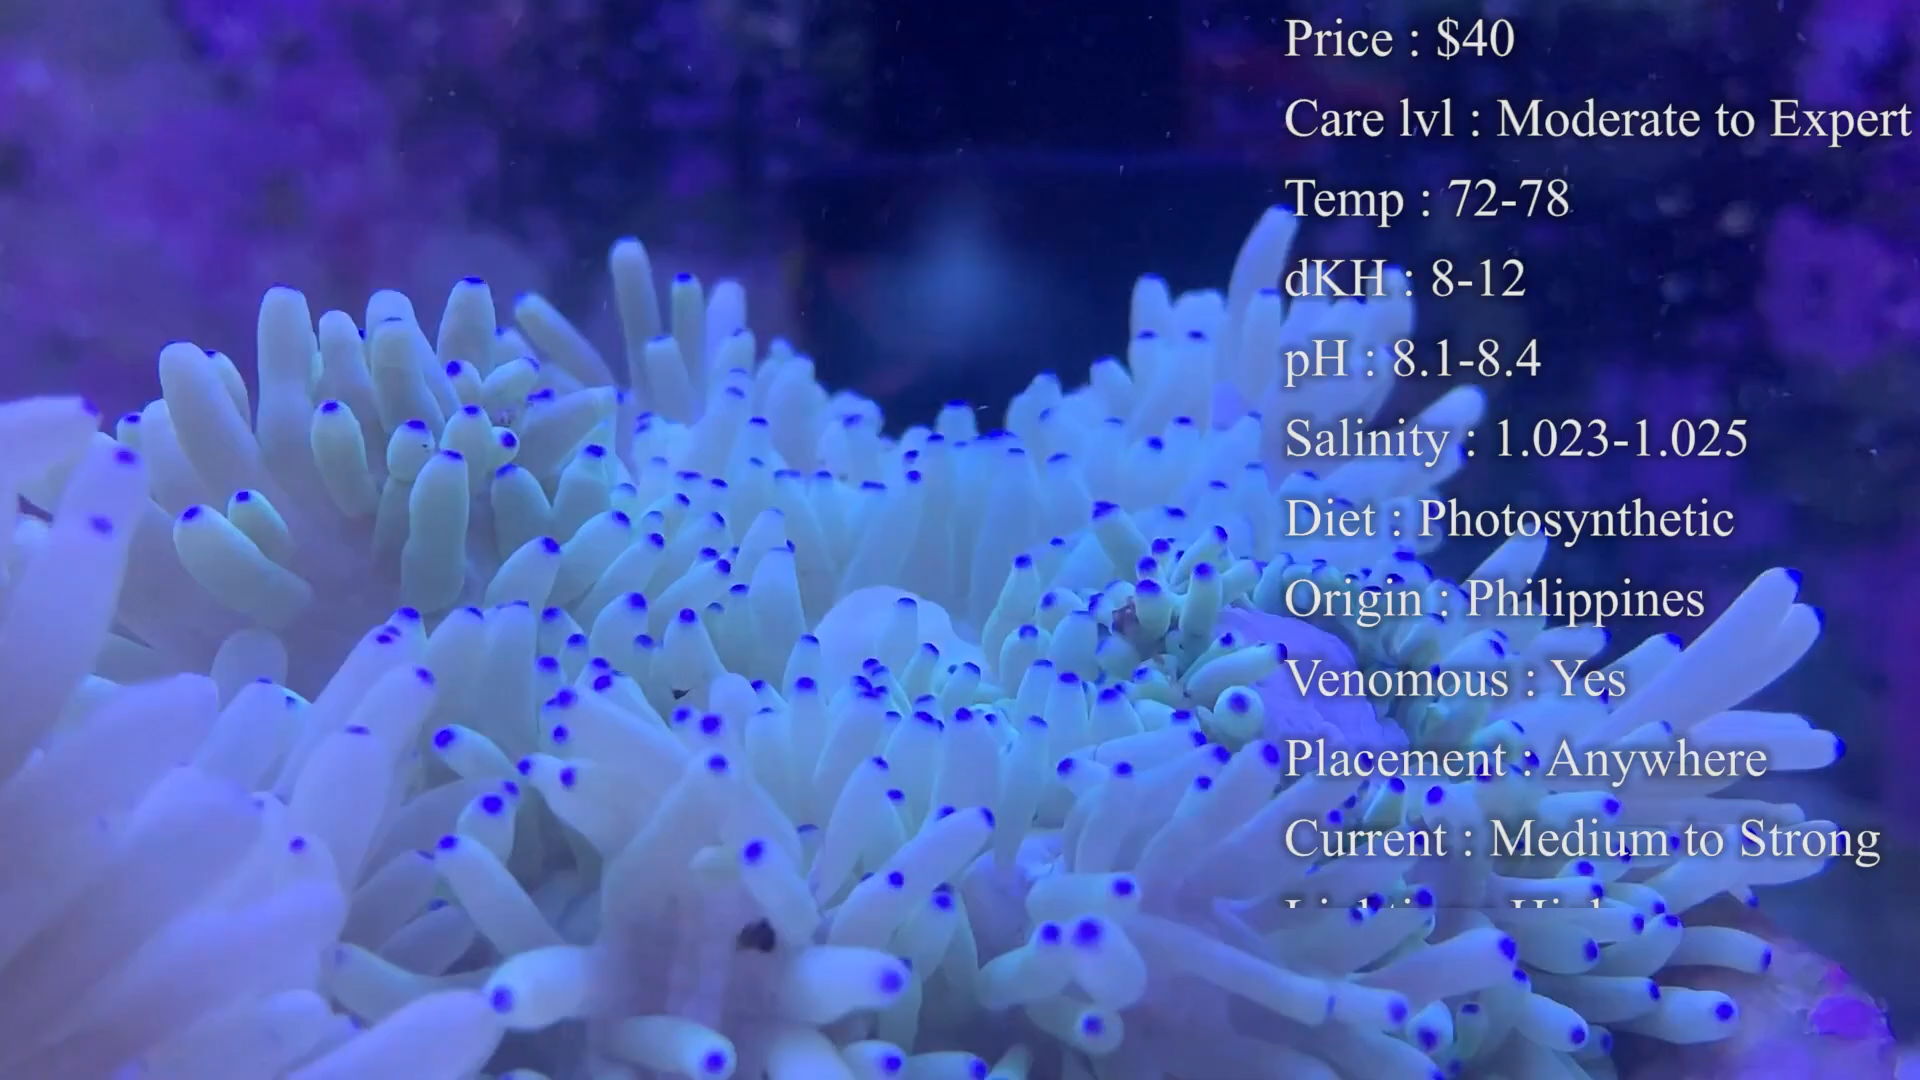 Price : $40
Care lvl : Moderate to Expert
Temp : 72-78
dKH : 8-12
pH : 8.1-8.4
Salinity : 1.023-1.025
Diet : Photosynthetic
Origin : Philippines
Venomous : Yes
Placement : Anywhere
Current : Medium to Strong